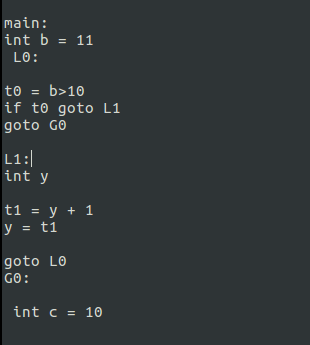 main:
int b = 11
L0:
t0 = b>10
if t0 goto L1
goto G0
L1:
int y
t1 = y + 1
y = t1
goto L0
G0:
int c = 10